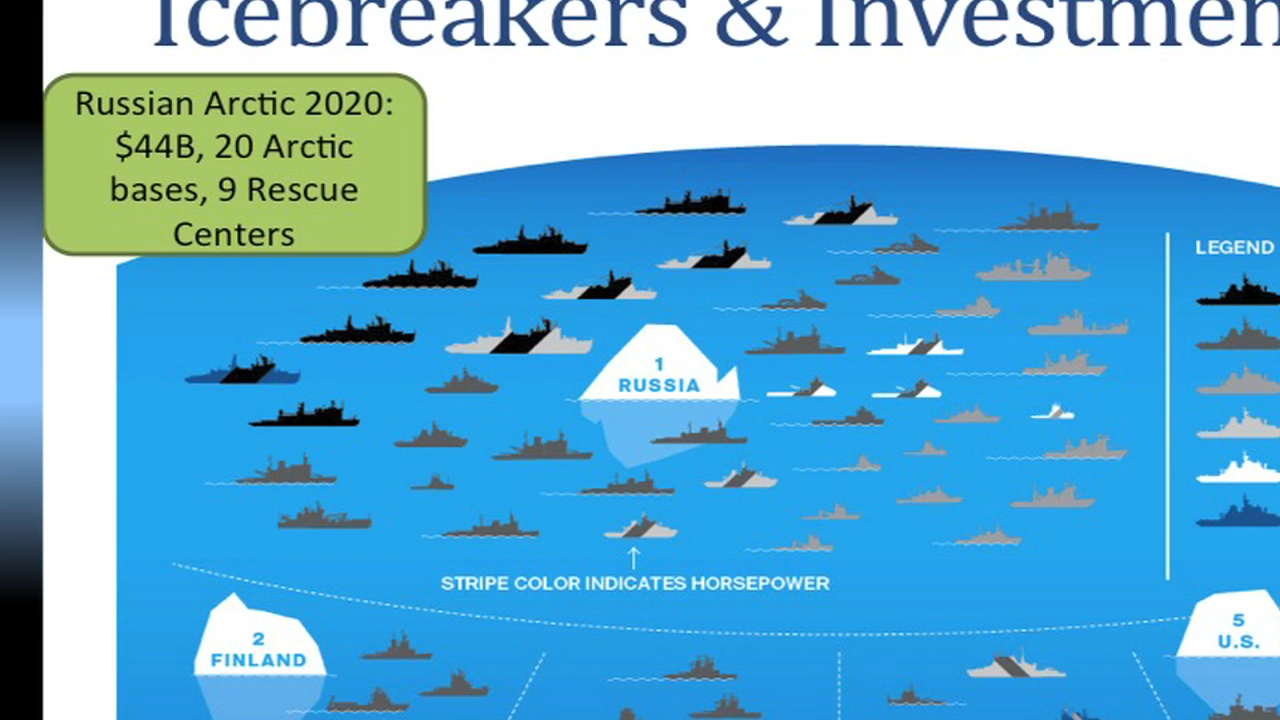 Icebreakers & Investmen
Russian Arctic 2020:
$44B, 20 Arctic
bases, 9 Rescue
Centers
LEGEND
1
RUSSIA
STRIPE COLOR INDICATES HORSEPOWER
2
FINLAND
5
U.S.